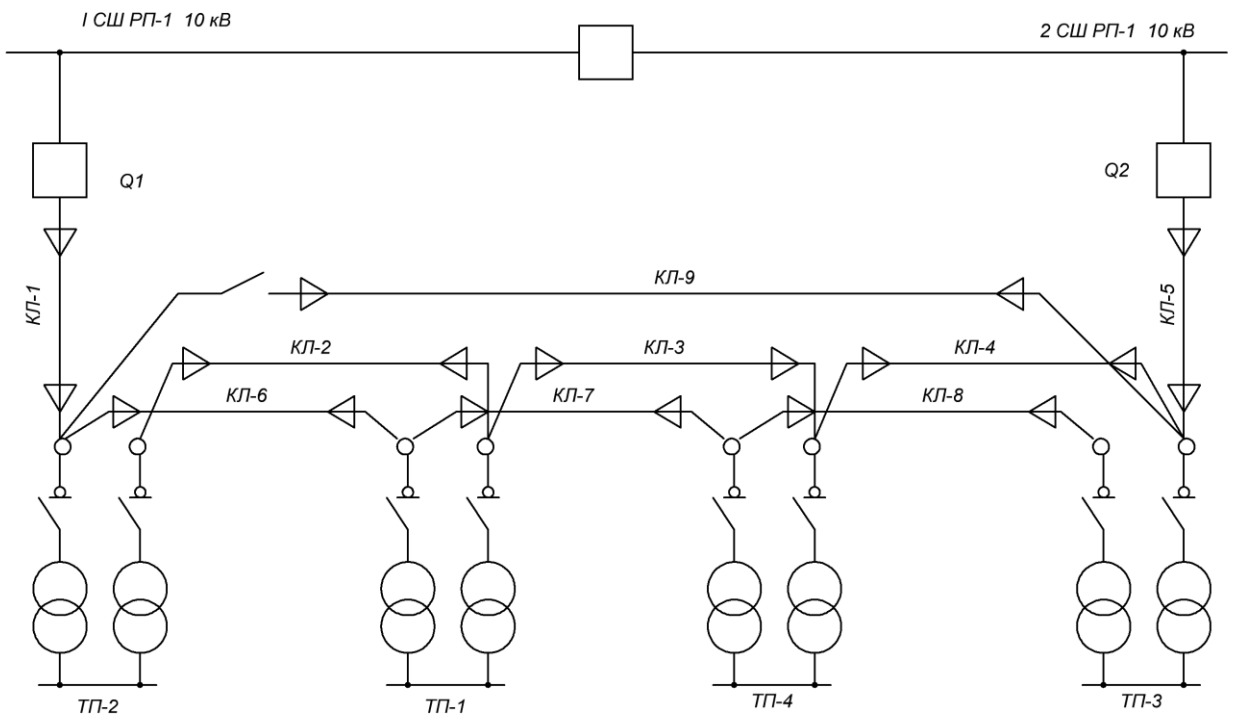 I СШ РП-1 10 кВ
2 СШ РП-1 10 кВ
Q1
Q2
КЛ-1
КЛ-9
КЛ-5
КЛ-2
КЛ-3
КЛ-4
КЛ-6
КЛ-7
КЛ-8
ТП-2
ТП-1
ТП-4
ТП-3